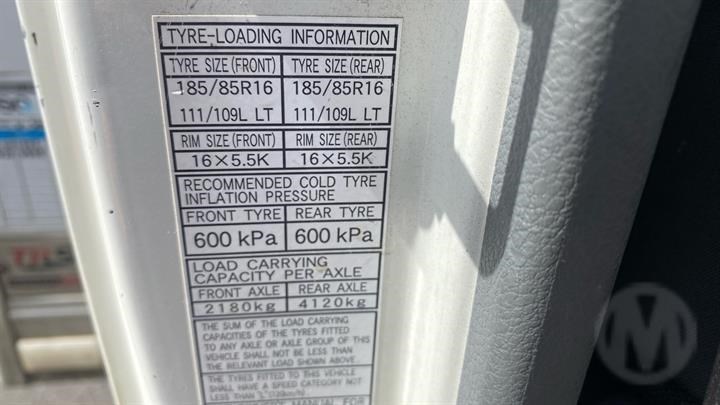 TYRE-LOADING INFORMATION
TYRE SIZE (FRONT) TYRE SIZE (REAR)
185/85R16 185/85R16
111/109L LT 111/109L LT
RIM SIZE (FRONT) RIM SIZE (REAR)
16×5.5K 16×5.5K
RECOMMENDED COLD TYRE
INFLATION PRESSURE
FRONT TYRE REAR TYRE
600 kPa 600 kPa
LOAD CARRYING
CAPACITY PER AXLE
FRONT AXLE REAR AXLE
2180kg 4120kg
THE SUM OF THE LOAD CARRYING
CAPACITIES OF THE TYRES FITTED
TO ANY AXLE OR AXLE GROUP OF THIS
VEHICLE SHALL NOT BE LESS THAN
THE RELEVANT LOAD SHOWN ABOVE
THE TYRES FITTED TO THIS VEHICLE
SHALL HAVE A SPEED CATEGORY NOT
LESS THAN "L" (120km/h)
MANUAL FOR
M